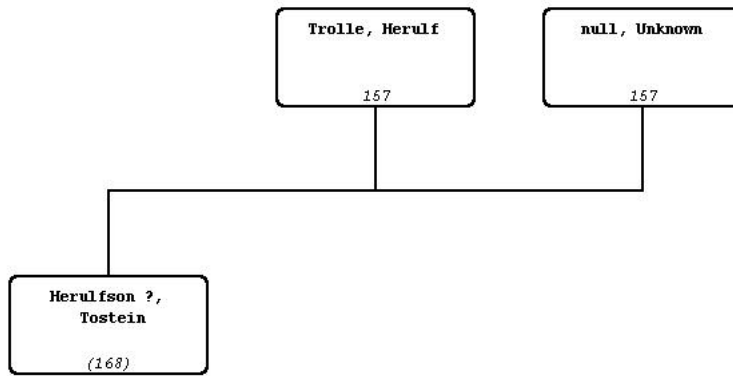 Trolle, Herulf
157
null, Unknown
157
Herulfson ?,
Tostein
(168)